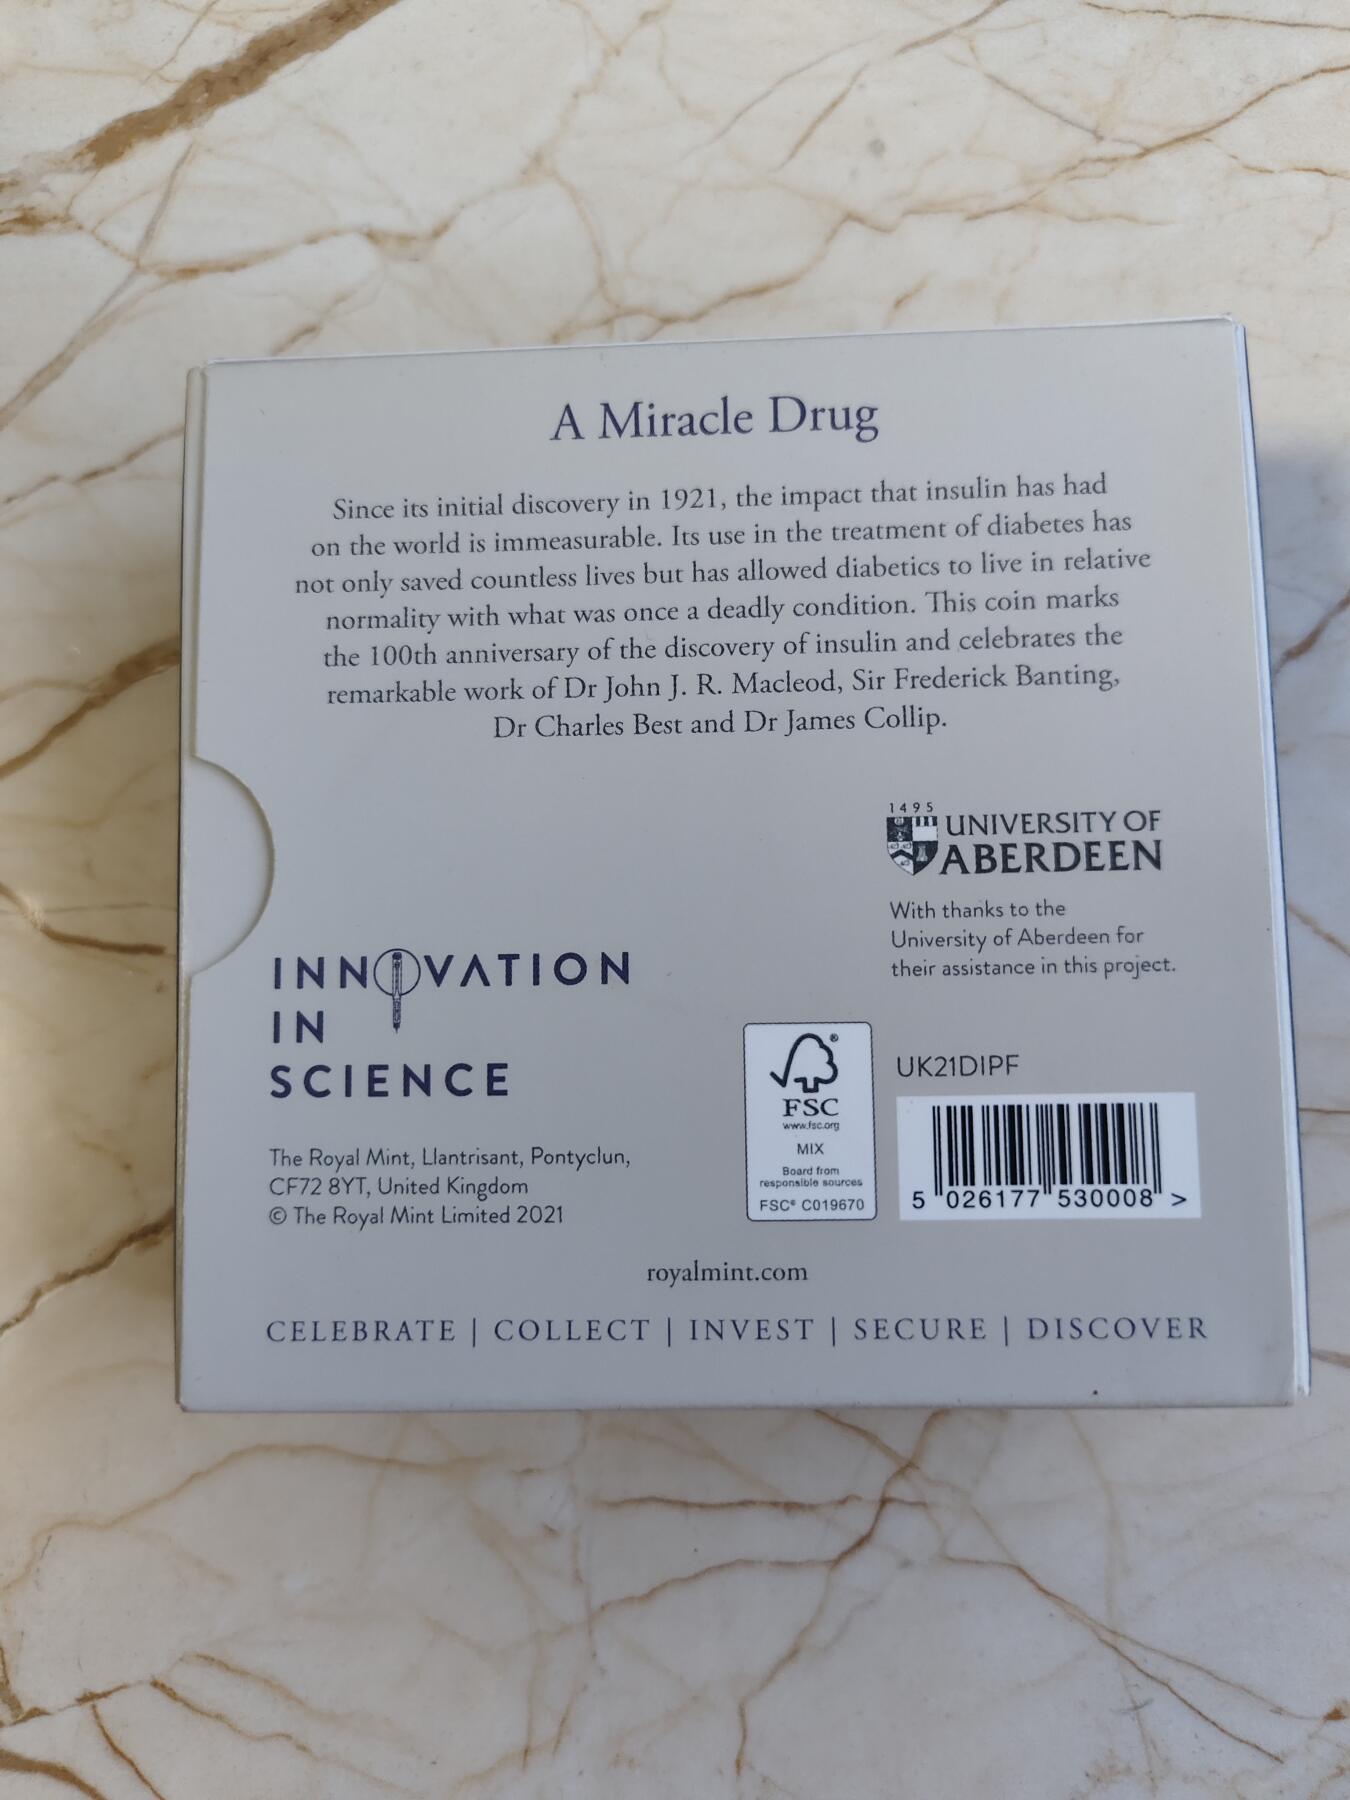 A Miracle Drug
Since its initial discovery in 1921, the impact that insulin has had
on the world is immeasurable. Its use in the treatment of diabetes has
not only saved countless lives but has allowed diabetics to live in relative
normality with what was once a deadly condition. This coin marks
the 100th anniversary of the discovery of insulin and celebrates the
remarkable work of Dr John J. R. Macleod, Sir Frederick Banting,
Dr Charles Best and Dr James Collip.
1495
UNIVERSITY OF
ABERDEEN
With thanks to the
University of Aberdeen for
their assistance in this project.
INNOVATION
IN
SCIENCE
The Royal Mint, Llantrisant, Pontyclun,
CF72 8YT, United Kingdom
© The Royal Mint Limited 2021
®
FSC
www.fsc.org
MIX
Board from
responsible sources
FSC® C019670
UK21DIPF
5 026177 530008 >
royalmint.com
CELEBRATE | COLLECT | INVEST | SECURE | DISCOVER